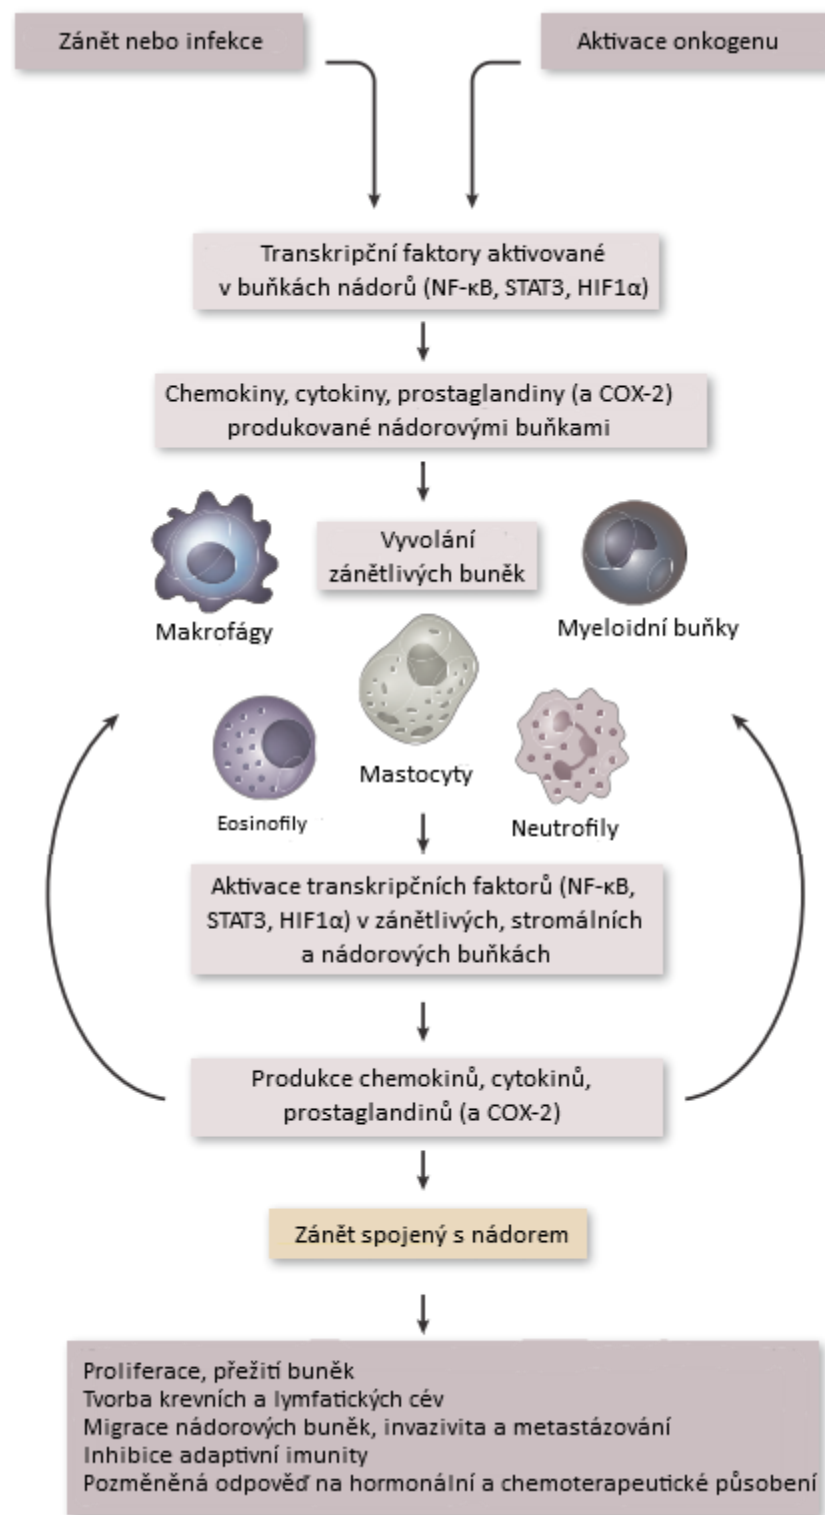 Zánět nebo infekce
Aktivace onkogenu
Transkripční faktory aktivované
v buňkách nádorů (NF-κB, STAT3, HIF1α)
Chemokiny, cytokiny, prostaglandiny (a COX-2)
produkované nádorovými buňkami
Vyvolání
zánětlivých buněk
Makrofágy
Myeloidní buňky
Mastocyty
Eosinofily
Neutrofily
Aktivace transkripčních faktorů (NF-κB,
STAT3, HIF1α) v zánětlivých, stromálních
a nádorových buňkách
Produkce chemokinů, cytokinů,
prostaglandinů (a COX-2)
Zánět spojený s nádorem
Proliferace, přežití buněk
Tvorba krevních a lymfatických cév
Migrace nádorových buněk, invazivita a metastázování
Inhibice adaptivní imunity
Pozměněná odpověď na hormonální a chemoterapeutické působení